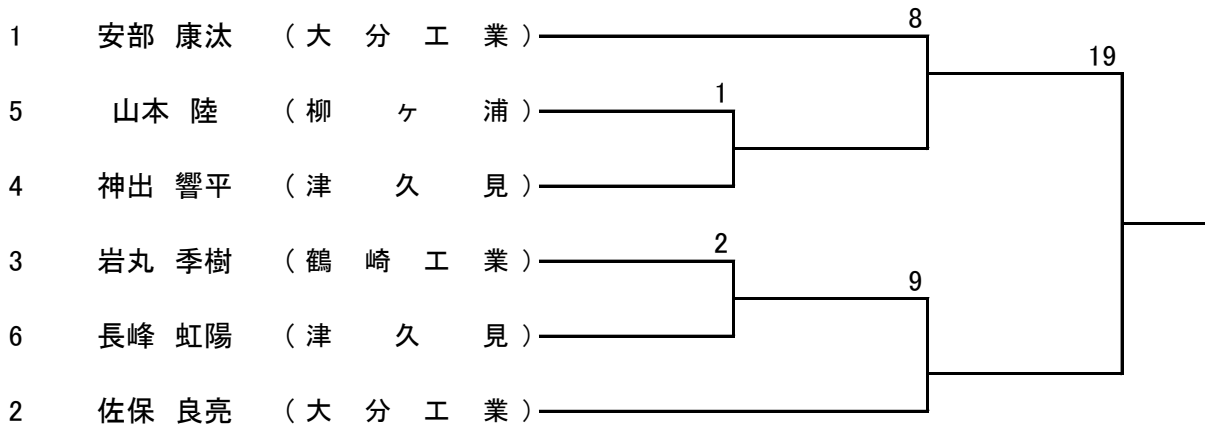 8
1 安部 康汰 （大分工業）
19
1
5 山本 陸 （柳ヶ浦）
4 神出 響平 （津久見）
2
3 岩丸 季樹 （鶴崎工業）
9
6 長峰 虹陽 （津久見）
2 佐保 良亮 （大分工業）